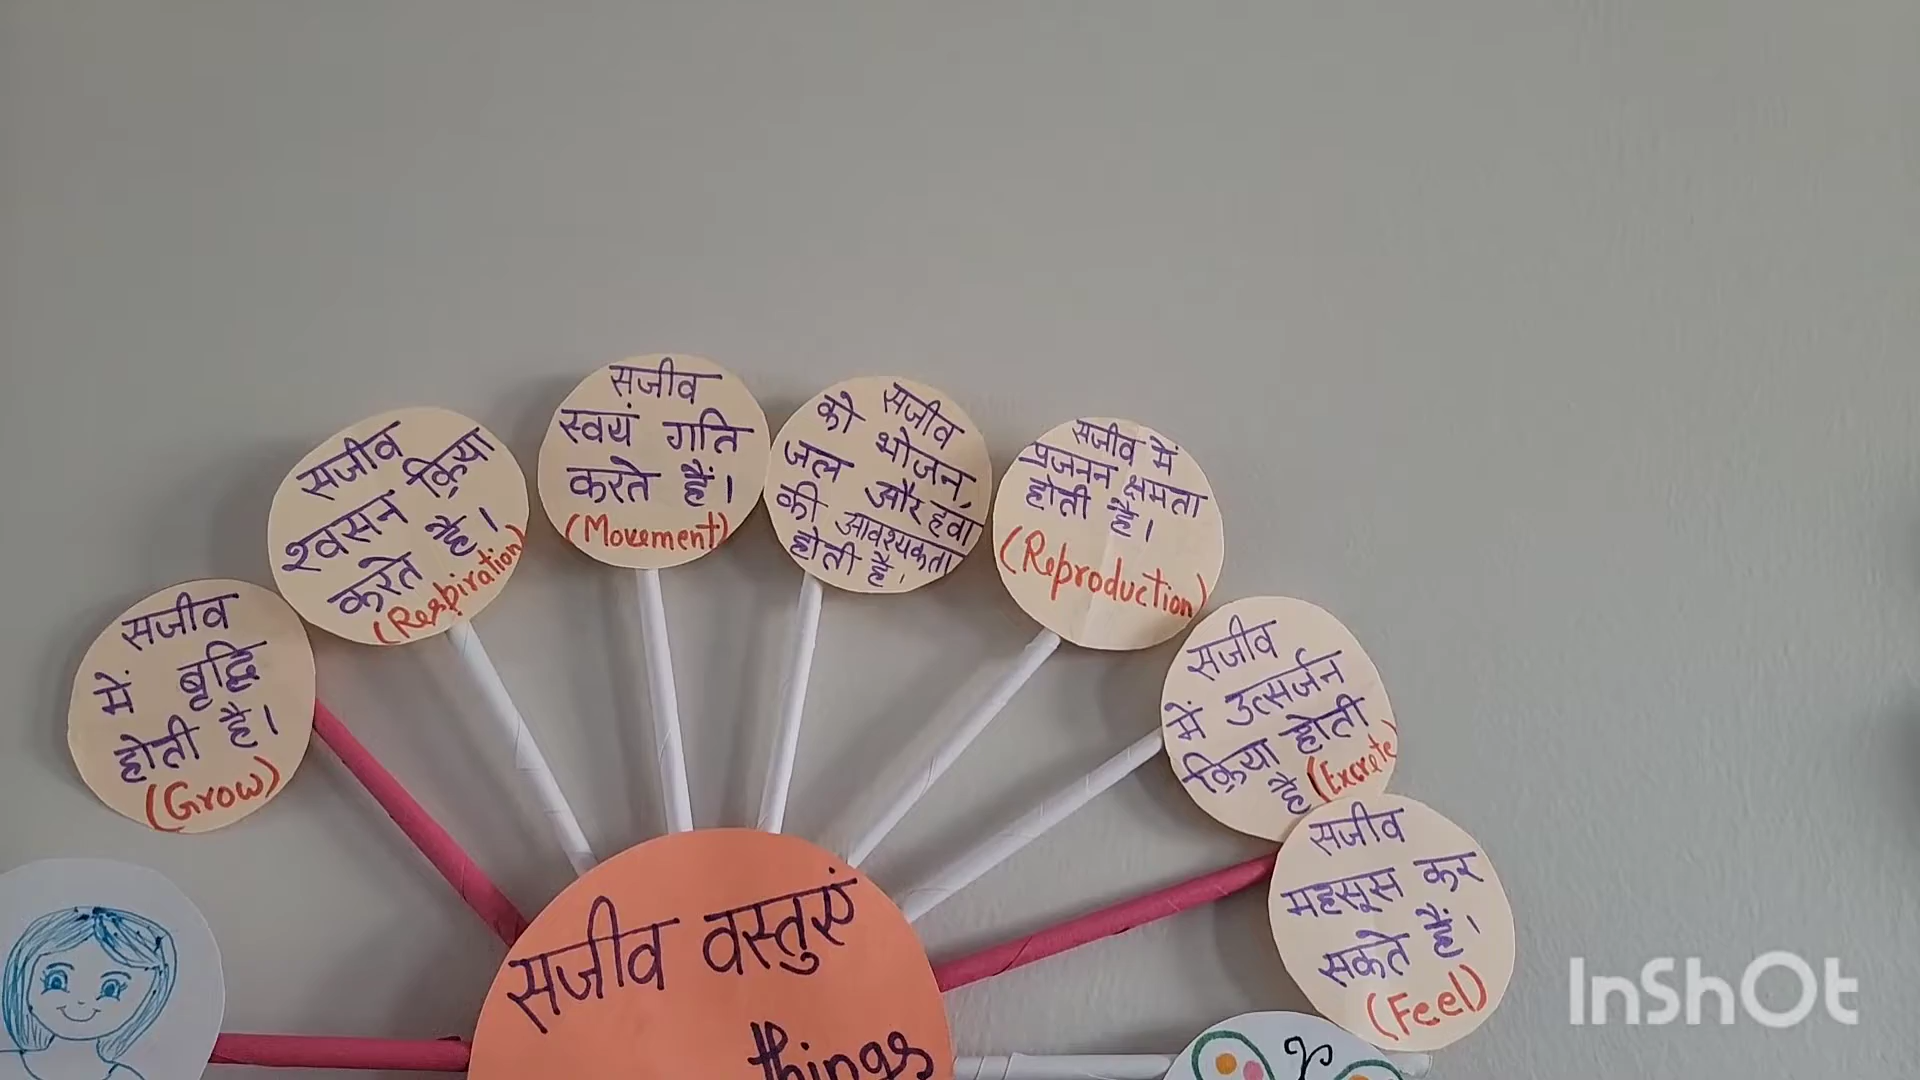 सजीव
में बृद्धि
होती है।
(Grow)
सजीव
श्वसन क्रिया
करते है।
(Respiration)
सजीव
स्वयं गति
करते हैं।
(Movement)
सजीव
को भोजन,
जल और हवा
की आवश्यकता
होती है।
सजीव में
प्रजनन क्षमता
होती है।
(Reproduction)
सजीव
में उत्सर्जन
क्रिया होती
है (Excrete)
सजीव
महसूस कर
सकते हैं।
(Feel)
सजीव वस्तुएं
things
InShOt